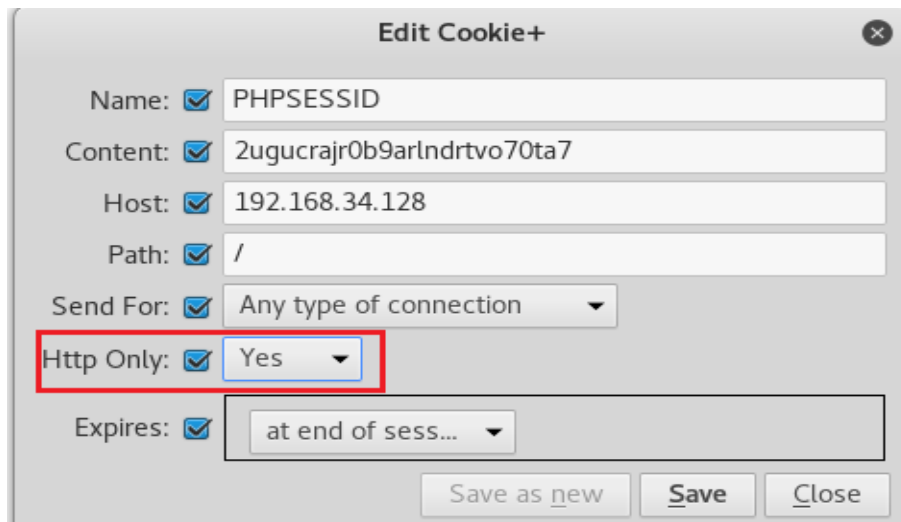 Edit Cookie+
Name: PHPSESSID
Content: 2ugucrajr0b9arlndrtvo70ta7
Host: 192.168.34.128
Path: /
Send For: Any type of connection
Http Only: Yes
Expires: at end of sess...
Save as new Save Close